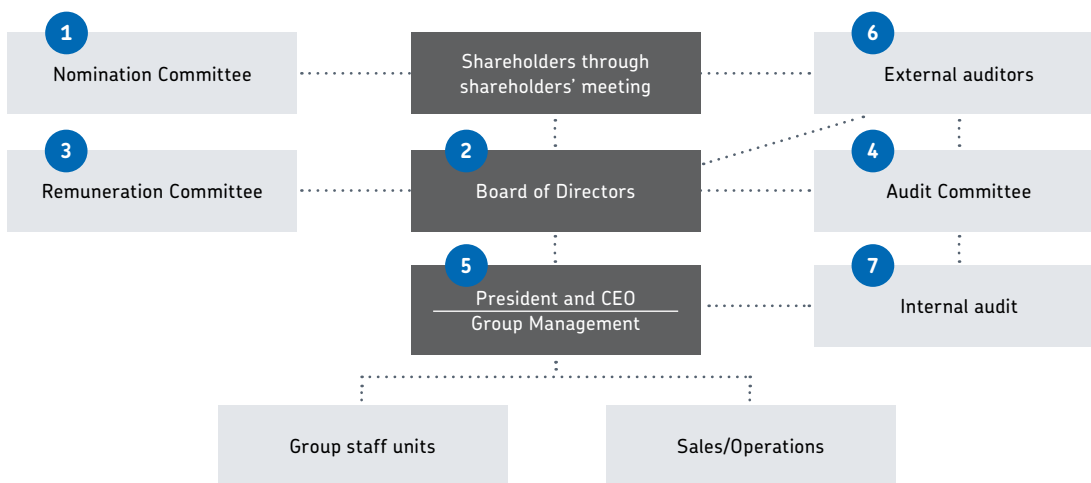 1
Nomination Committee
Shareholders through
shareholders’ meeting
6
External auditors
3
Remuneration Committee
2
Board of Directors
4
Audit Committee
5
President and CEO
Group Management
7
Internal audit
Group staff units
Sales/Operations